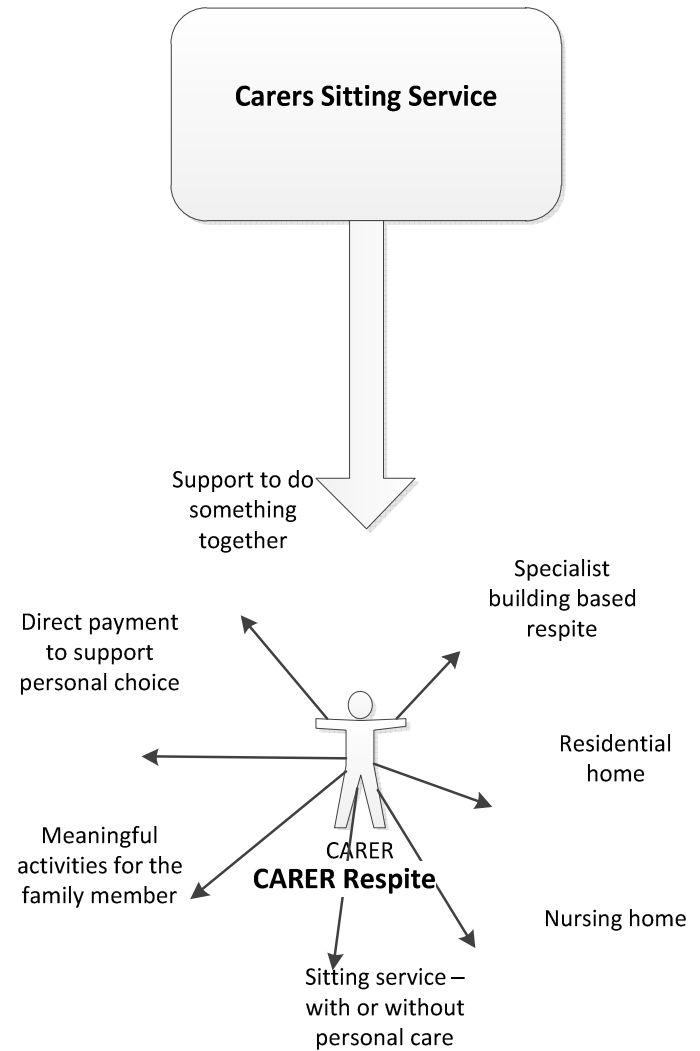 Carers Sitting Service
Support to do
something
together
Specialist
building based
respite
Direct payment
to support
personal choice
Residential
home
Meaningful
activities for the
family member
CARER
CARER Respite
Nursing home
Sitting service –
with or without
personal care